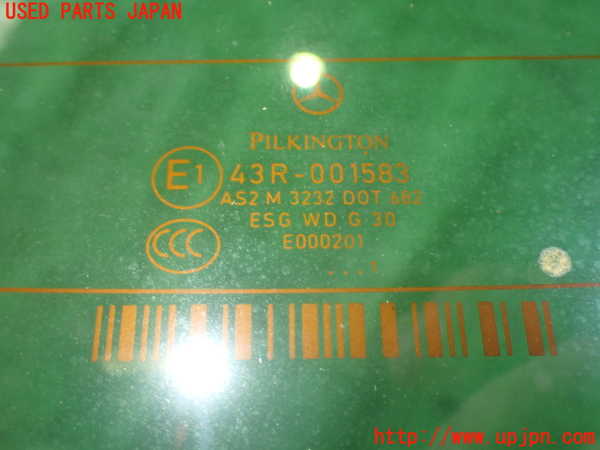 USED PARTS JAPAN
PILKINGTON
E1 43R-001583
AS2 M 3232 DOT 682
ESG WD G 30
E000201
CCC
....1
http://www.upjpn.com/